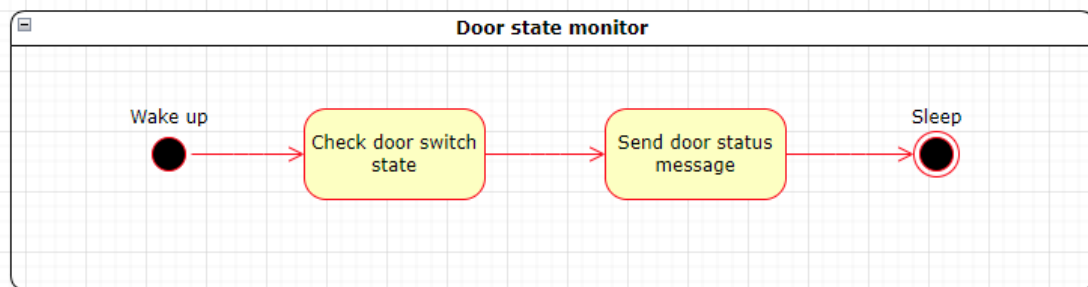 Door state monitor
Wake up
Check door switch
state
Send door status
message
Sleep